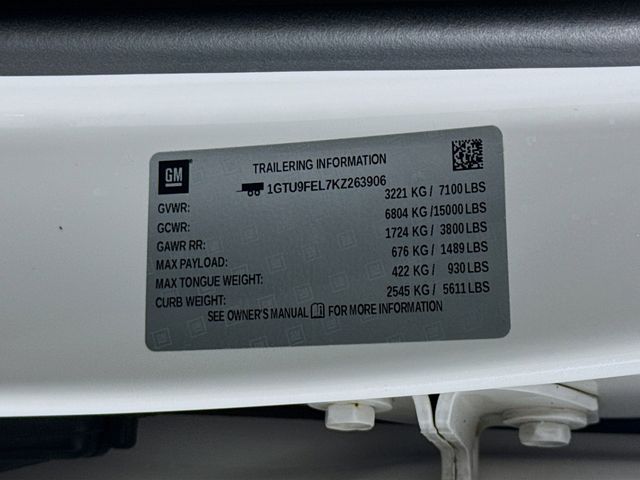 GM
TRAILERING INFORMATION
1GTU9FEL7KZ263906
GVWR: 3221 KG / 7100 LBS
GCWR: 6804 KG /15000 LBS
GAWR RR: 1724 KG / 3800 LBS
MAX PAYLOAD: 676 KG / 1489 LBS
MAX TONGUE WEIGHT: 422 KG / 930 LBS
CURB WEIGHT: 2545 KG / 5611 LBS
SEE OWNER'S MANUAL FOR MORE INFORMATION